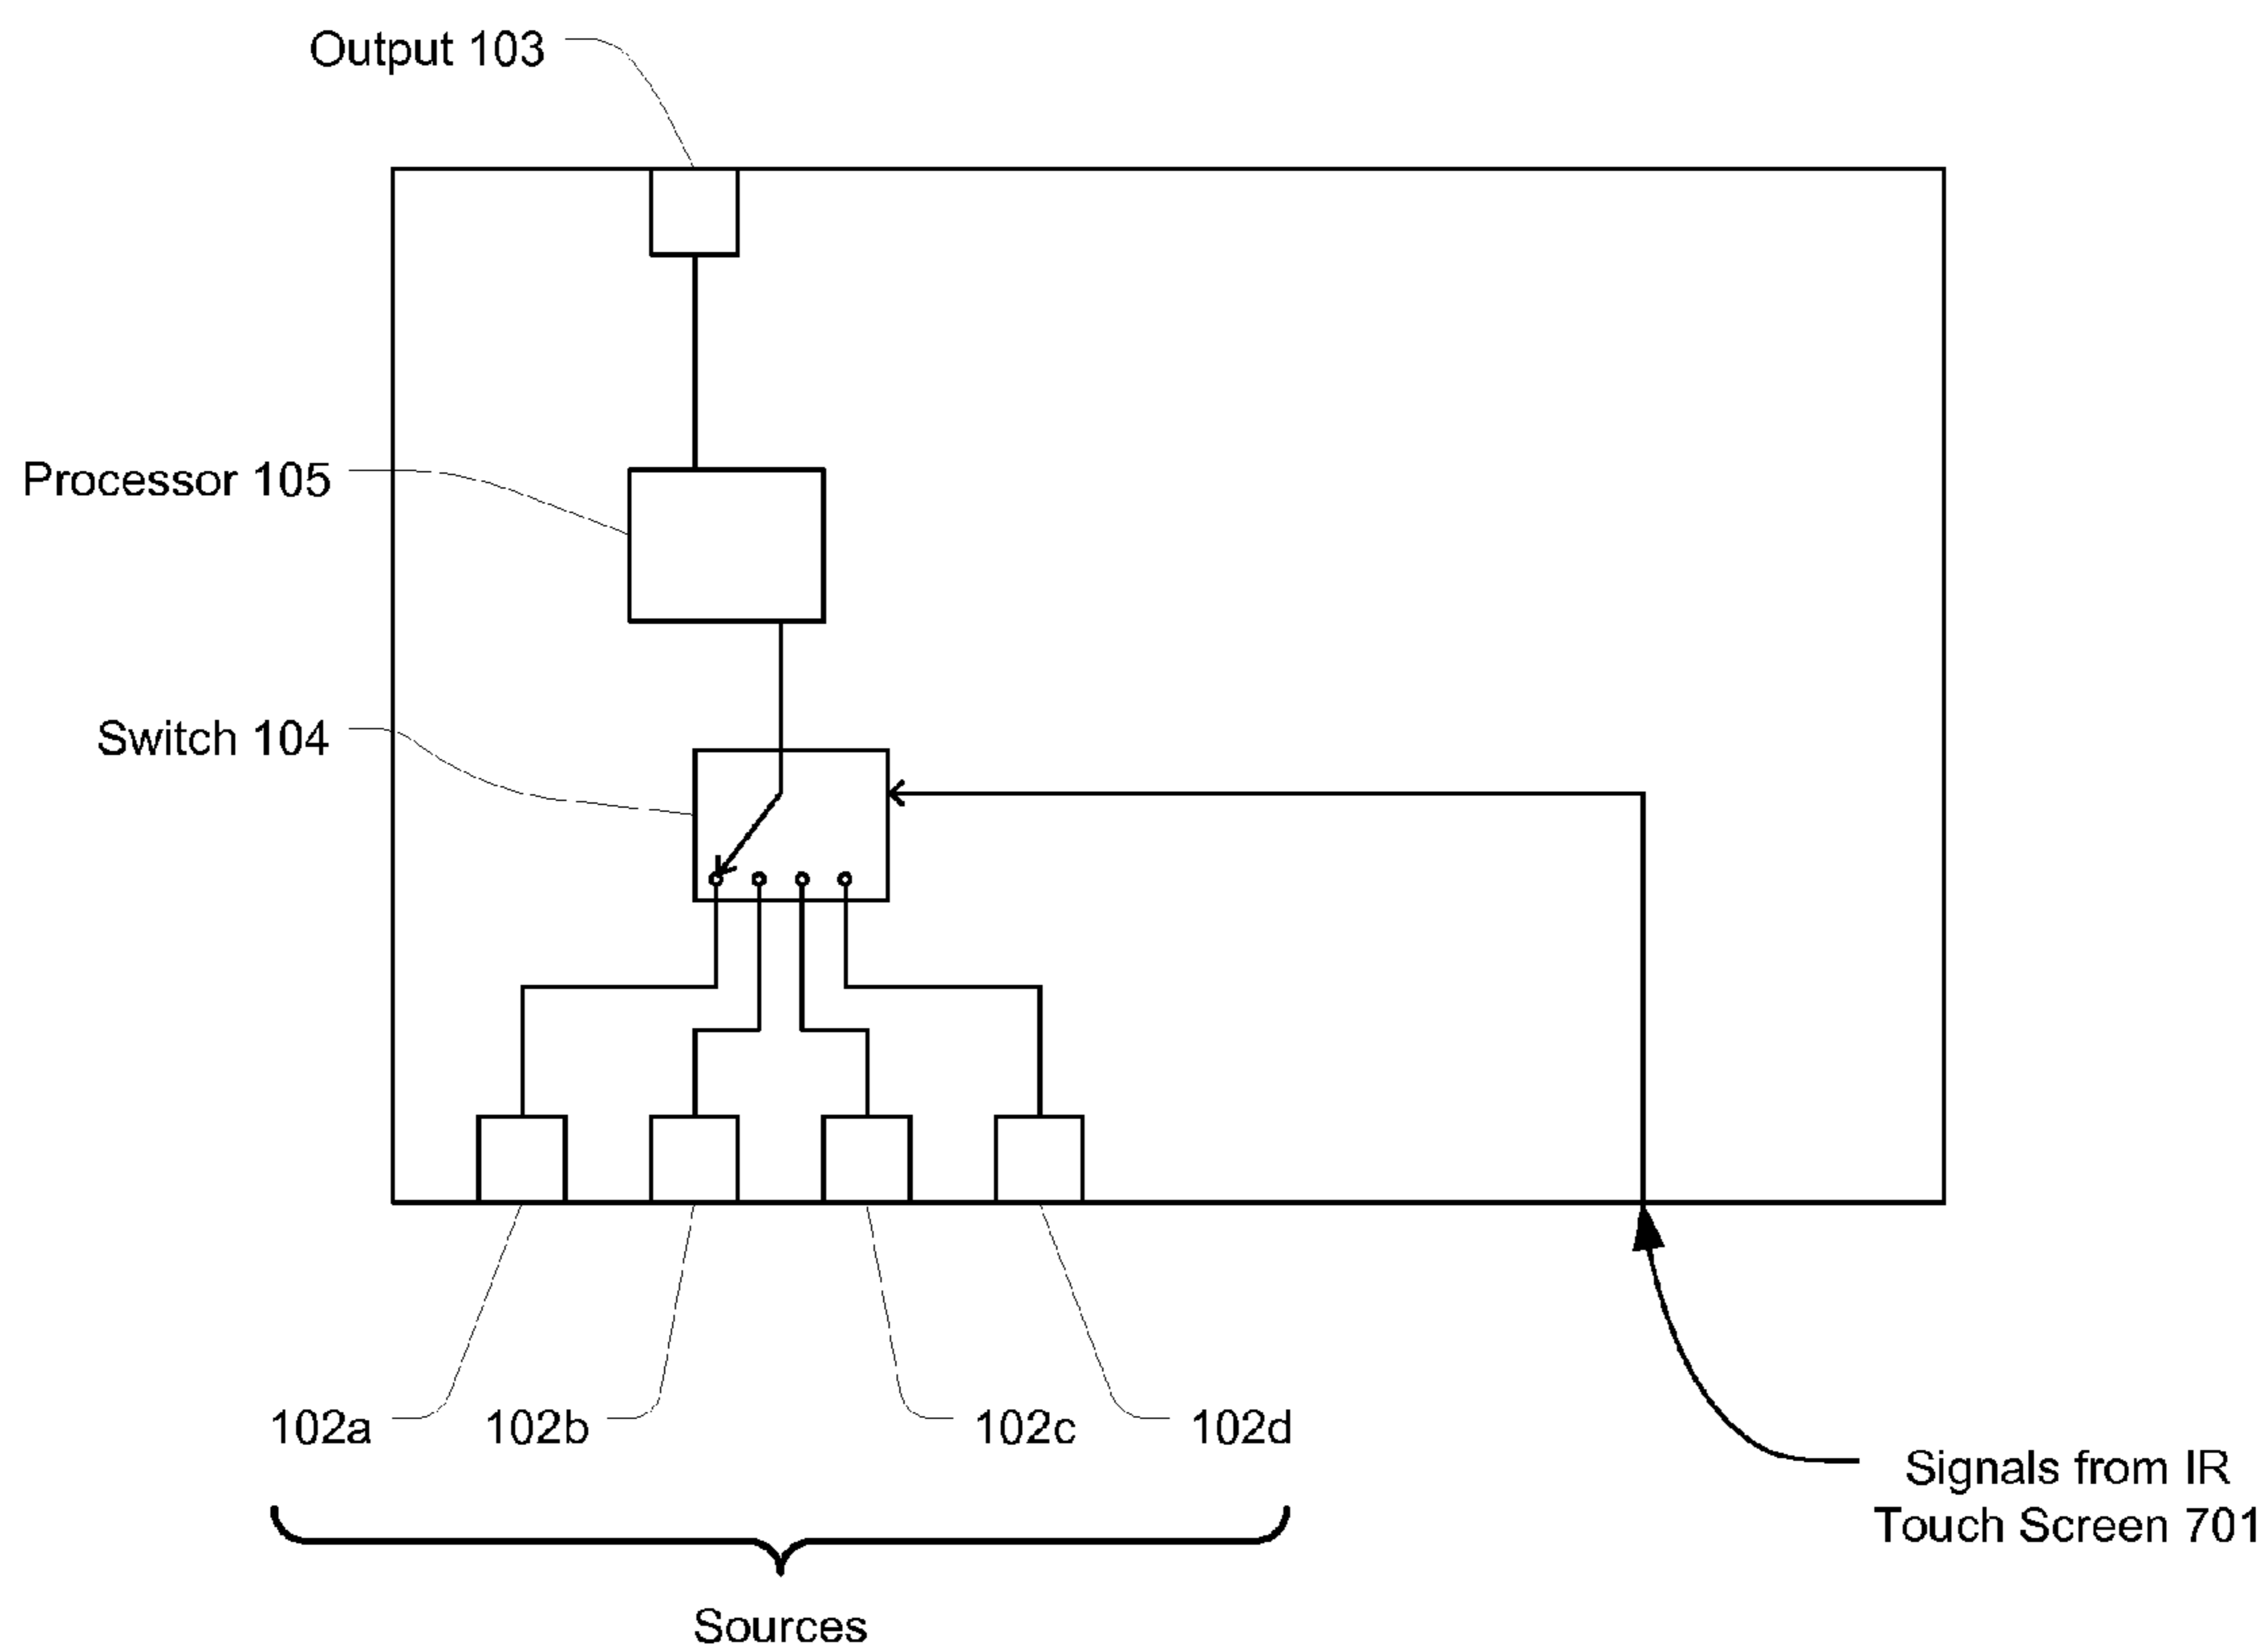 Output 103
Processor 105
Switch 104
102a
102b
102c
102d
Signals from IR
Touch Screen 701
Sources